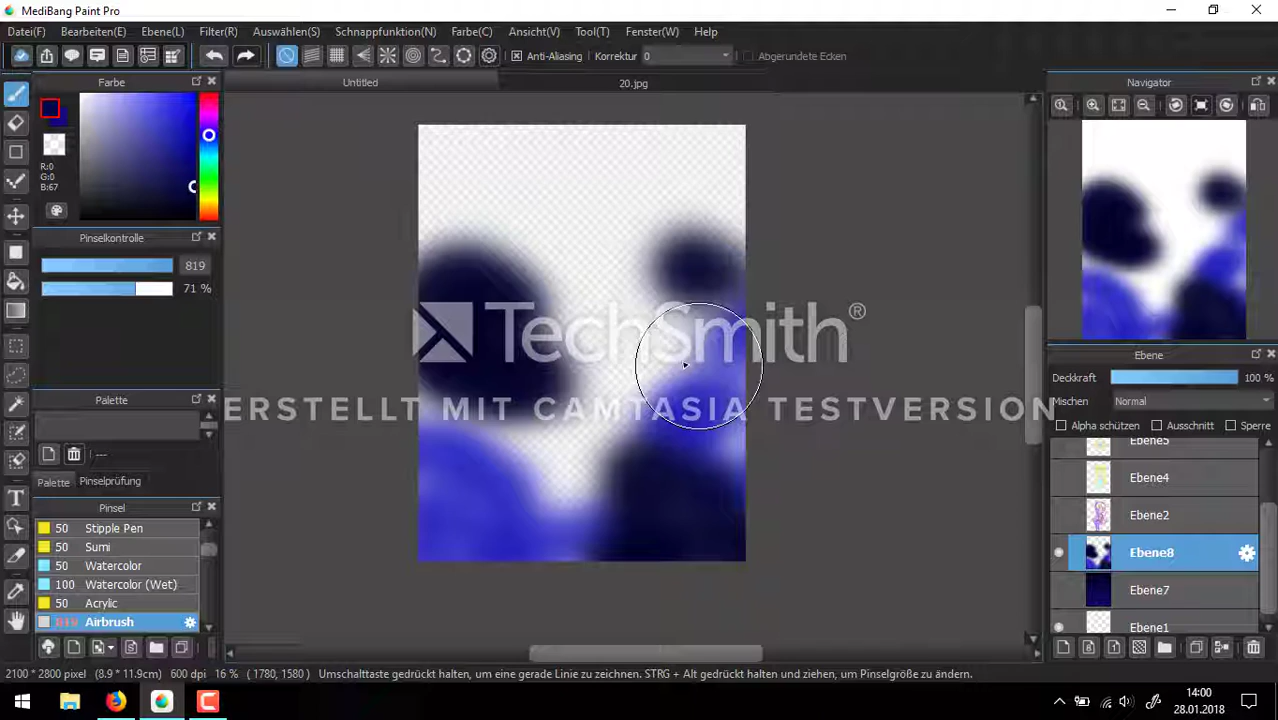 MediBang Paint Pro
Datei(F) Bearbeiten(E) Ebene(L) Filter(R) Auswählen(S) Schnappfunktion(N) Farbe(C) Ansicht(V) Tool(T) Fenster(W) Help
Anti-Aliasing Korrektur 0 Abgerundete Ecken
Farbe
Untitled
20.jpg
Navigator
R:0
G:0
B:67
Pinselkontrolle
819
71 %
TechSmith®
ERSTELLT MIT CAMTASIA TESTVERSION
Ebene
Deckkraft 100 %
Mischen Normal
Alpha schützen Ausschnitt Sperre
Ebene5
Ebene4
Ebene2
Ebene8
Ebene7
Ebene1
Palette
---
Palette Pinselprüfung
Pinsel
50 Stipple Pen
50 Sumi
50 Watercolor
100 Watercolor (Wet)
50 Acrylic
819 Airbrush
2100 * 2800 pixel (8.9 * 11.9cm) 600 dpi 16 % ( 1780, 1580 ) Umschalttaste gedrückt halten, um eine gerade Linie zu zeichnen. STRG + Alt gedrückt halten und ziehen, um Pinselgröße zu ändern.
14:00
28.01.2018